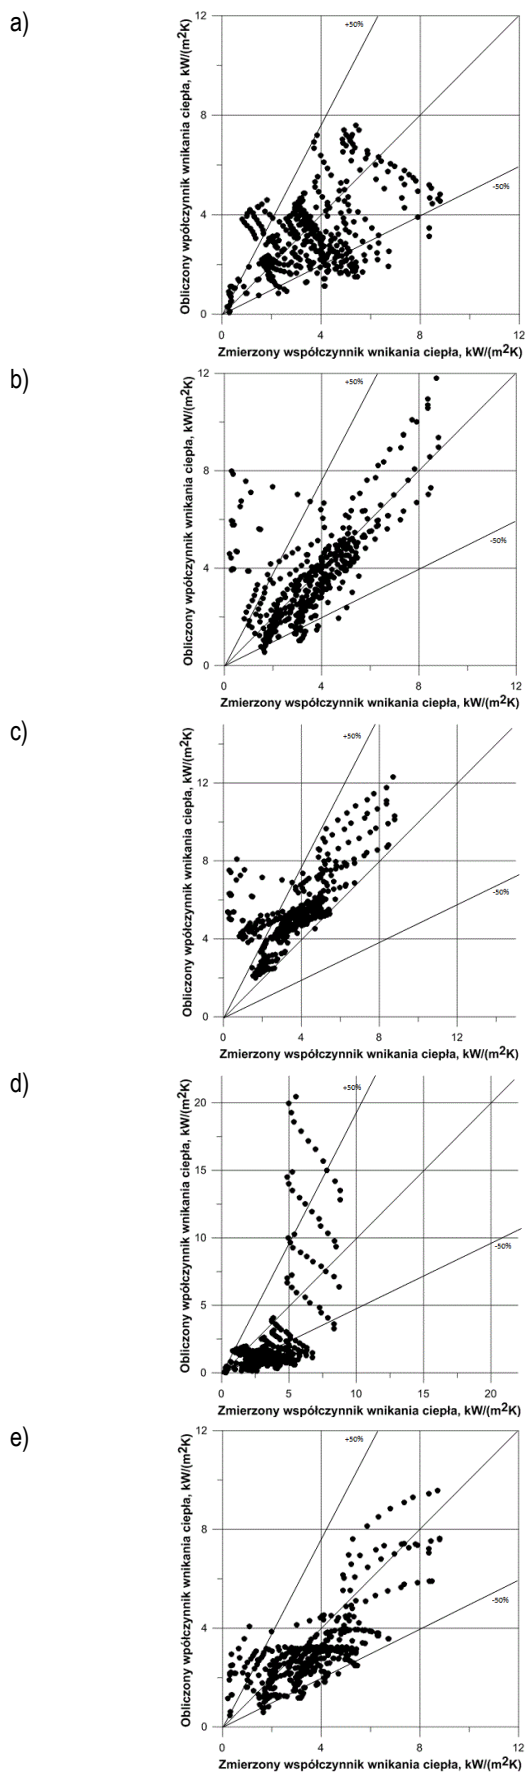 a)
Obliczony wpółczynnik wnikania ciepła, kW/(m²K)
12
+50%
8
4
-50%
0
0 4 8 12
Zmierzony współczynnik wnikania ciepła, kW/(m²K)
b)
Obliczony wpółczynnik wnikania ciepła, kW/(m²K)
12
+50%
8
-50%
4
0
0 4 8 12
Zmierzony współczynnik wnikania ciepła, kW/(m²K)
c)
Obliczony wpółczynnik wnikania ciepła, kW/(m²K)
+50%
12
8
-50%
4
0
0 4 8 12
Zmierzony współczynnik wnikania ciepła, kW/(m²K)
d)
Obliczony wpółczynnik wnikania ciepła, kW/(m²K)
+50%
20
15
10
-50%
5
0
0 5 10 15 20
Zmierzony współczynnik wnikania ciepła, kW/(m²K)
e)
Obliczony wpółczynnik wnikania ciepła, kW/(m²K)
12
+50%
8
-50%
4
0
0 4 8 12
Zmierzony współczynnik wnikania ciepła, kW/(m²K)